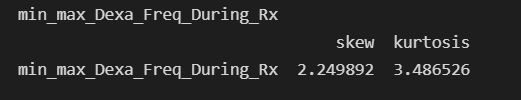 min_max_Dexa_Freq_During_Rx
skew kurtosis
min_max_Dexa_Freq_During_Rx 2.249892 3.486526